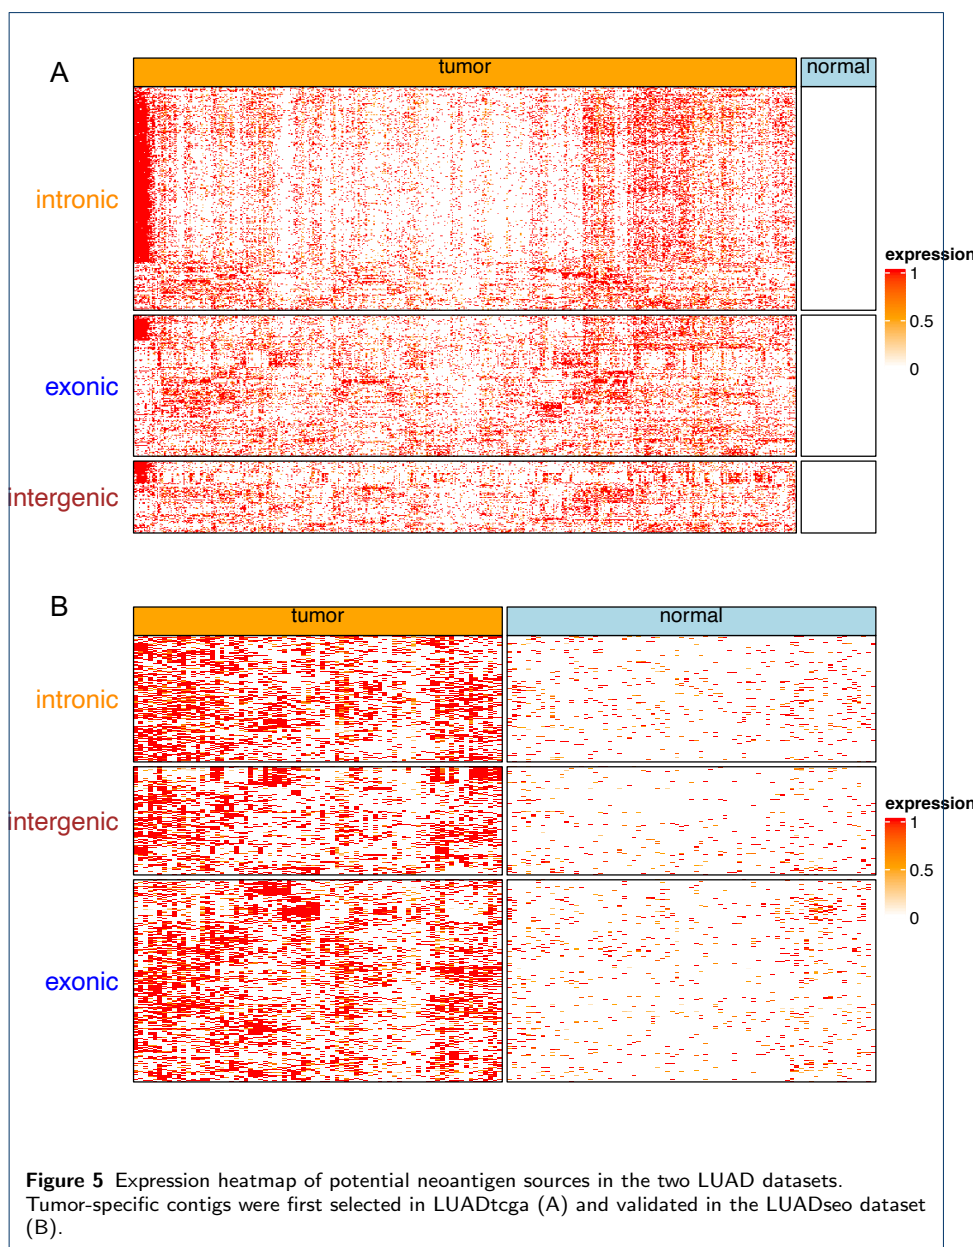 A
tumor
normal
intronic
exonic
intergenic
expression
1
0.5
0
B
tumor
normal
intronic
intergenic
exonic
expression
1
0.5
0
Figure 5 Expression heatmap of potential neoantigen sources in the two LUAD datasets.
Tumor-specific contigs were first selected in LUADtcga (A) and validated in the LUADseo dataset
(B).